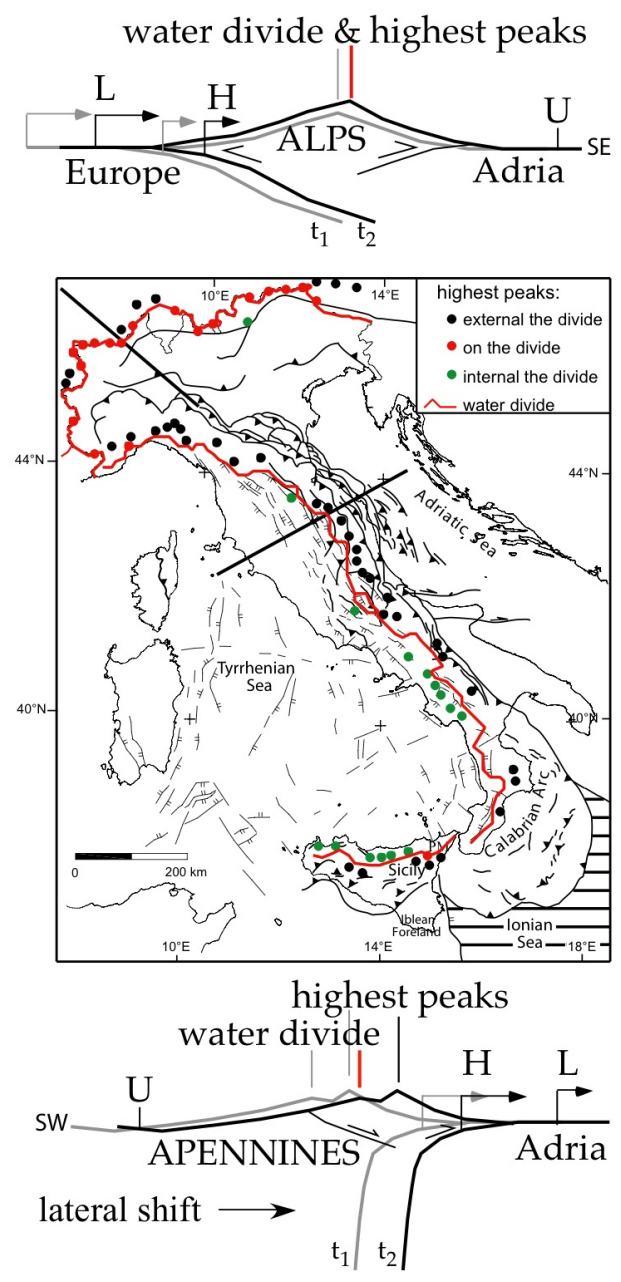 water divide & highest peaks
L
H
U
ALPS
SE
Europe
Adria
t1 t2
10°E
14°E
highest peaks:
external the divide
on the divide
internal the divide
water divide
44°N
44°N
Adriatic Sea
Tyrrhenian
Sea
40°N
40°N
Calabrian Arc
0
200 km
Sicily
Iblean
Foreland
Ionian
Sea
10°E
14°E
18°E
highest peaks
water divide
U
H
L
SW
APENNINES
Adria
lateral shift
t1 t2